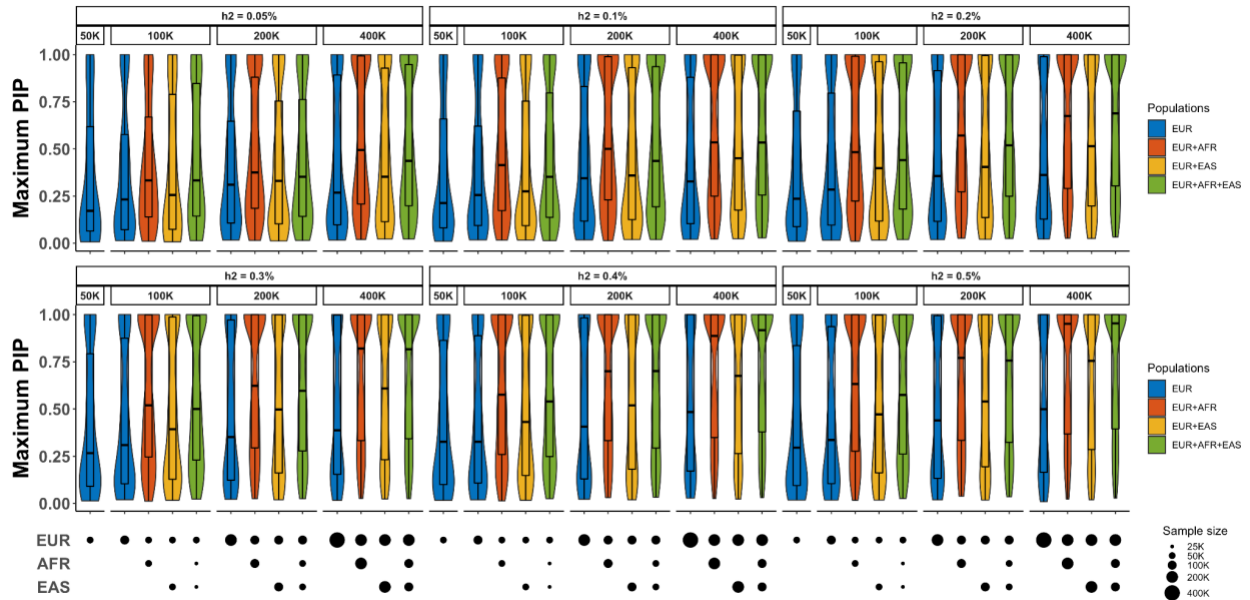 h2 = 0.05% h2 = 0.1% h2 = 0.2%
50K 100K 200K 400K 50K 100K 200K 400K 50K 100K 200K 400K
Maximum PIP
1.00
0.75
0.50
0.25
0.00
Populations
EUR
EUR+AFR
EUR+EAS
EUR+AFR+EAS
h2 = 0.3% h2 = 0.4% h2 = 0.5%
50K 100K 200K 400K 50K 100K 200K 400K 50K 100K 200K 400K
Maximum PIP
1.00
0.75
0.50
0.25
0.00
Populations
EUR
EUR+AFR
EUR+EAS
EUR+AFR+EAS
EUR
AFR
EAS
Sample size
25K
50K
100K
200K
400K